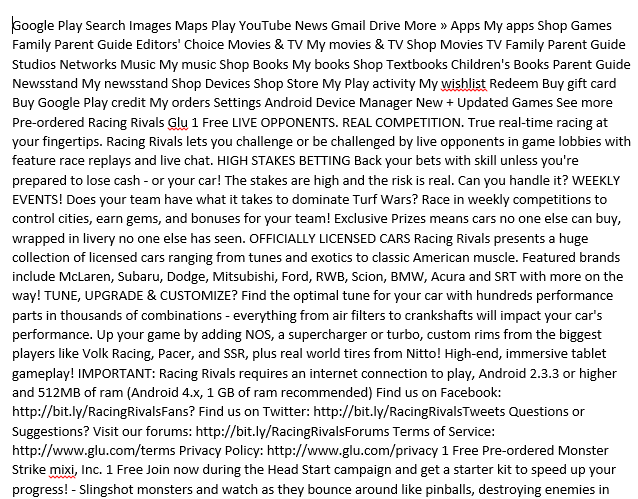 Google Play Search Images Maps Play YouTube News Gmail Drive More » Apps My apps Shop Games
Family Parent Guide Editors' Choice Movies & TV My movies & TV Shop Movies TV Family Parent Guide
Studios Networks Music My music Shop Books My books Shop Textbooks Children's Books Parent Guide
Newsstand My newsstand Shop Devices Shop Store My Play activity My wishlist Redeem Buy gift card
Buy Google Play credit My orders Settings Android Device Manager New + Updated Games See more
Pre-ordered Racing Rivals Glu 1 Free LIVE OPPONENTS. REAL COMPETITION. True real-time racing at
your fingertips. Racing Rivals lets you challenge or be challenged by live opponents in game lobbies with
feature race replays and live chat. HIGH STAKES BETTING Back your bets with skill unless you're
prepared to lose cash - or your car! The stakes are high and the risk is real. Can you handle it? WEEKLY
EVENTS! Does your team have what it takes to dominate Turf Wars? Race in weekly competitions to
control cities, earn gems, and bonuses for your team! Exclusive Prizes means cars no one else can buy,
wrapped in livery no one else has seen. OFFICIALLY LICENSED CARS Racing Rivals presents a huge
collection of licensed cars ranging from tunes and exotics to classic American muscle. Featured brands
include McLaren, Subaru, Dodge, Mitsubishi, Ford, RWB, Scion, BMW, Acura and SRT with more on the
way! TUNE, UPGRADE & CUSTOMIZE? Find the optimal tune for your car with hundreds performance
parts in thousands of combinations - everything from air filters to crankshafts will impact your car's
performance. Up your game by adding NOS, a supercharger or turbo, custom rims from the biggest
players like Volk Racing, Pacer, and SSR, plus real world tires from Nitto! High-end, immersive tablet
gameplay! IMPORTANT: Racing Rivals requires an internet connection to play, Android 2.3.3 or higher
and 512MB of ram (Android 4.x, 1 GB of ram recommended) Find us on Facebook:
http://bit.ly/RacingRivalsFans? Find us on Twitter: http://bit.ly/RacingRivalsTweets Questions or
Suggestions? Visit our forums: http://bit.ly/RacingRivalsForums Terms of Service:
http://www.glu.com/terms Privacy Policy: http://www.glu.com/privacy 1 Free Pre-ordered Monster
Strike mixi, Inc. 1 Free Join now during the Head Start campaign and get a starter kit to speed up your
progress! - Slingshot monsters and watch as they bounce around like pinballs, destroying enemies in